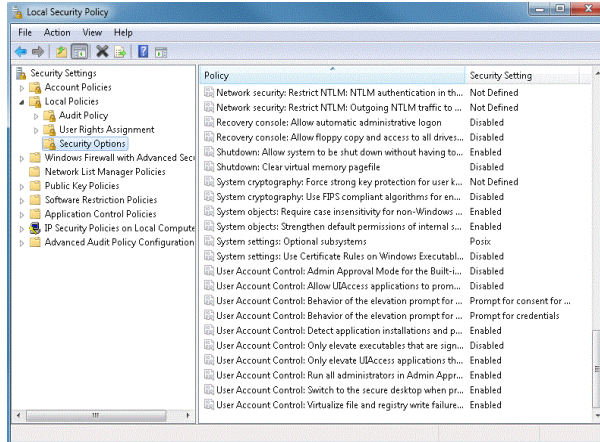 Local Security Policy
File Action View Help
Security Settings
Account Policies
Local Policies
Audit Policy
User Rights Assignment
Security Options
Windows Firewall with Advanced Secu
Network List Manager Policies
Public Key Policies
Software Restriction Policies
Application Control Policies
IP Security Policies on Local Compute
Advanced Audit Policy Configuration
Policy Security Setting
Network security: Restrict NTLM: NTLM authentication in th... Not Defined
Network security: Restrict NTLM: Outgoing NTLM traffic to ... Not Defined
Recovery console: Allow automatic administrative logon Disabled
Recovery console: Allow floppy copy and access to all drives... Disabled
Shutdown: Allow system to be shut down without having to... Enabled
Shutdown: Clear virtual memory pagefile Disabled
System cryptography: Force strong key protection for user k... Not Defined
System cryptography: Use FIPS compliant algorithms for en... Disabled
System objects: Require case insensitivity for non-Windows ... Enabled
System objects: Strengthen default permissions of internal s... Enabled
System settings: Optional subsystems Posix
System settings: Use Certificate Rules on Windows Executabl... Disabled
User Account Control: Admin Approval Mode for the Built-i... Disabled
User Account Control: Allow UIAccess applications to prom... Disabled
User Account Control: Behavior of the elevation prompt for ... Prompt for consent for ...
User Account Control: Behavior of the elevation prompt for ... Prompt for credentials
User Account Control: Detect application installations and p... Enabled
User Account Control: Only elevate executables that are sign... Disabled
User Account Control: Only elevate UIAccess applications th... Enabled
User Account Control: Run all administrators in Admin Appr... Enabled
User Account Control: Switch to the secure desktop when pr... Enabled
User Account Control: Virtualize file and registry write failure... Enabled